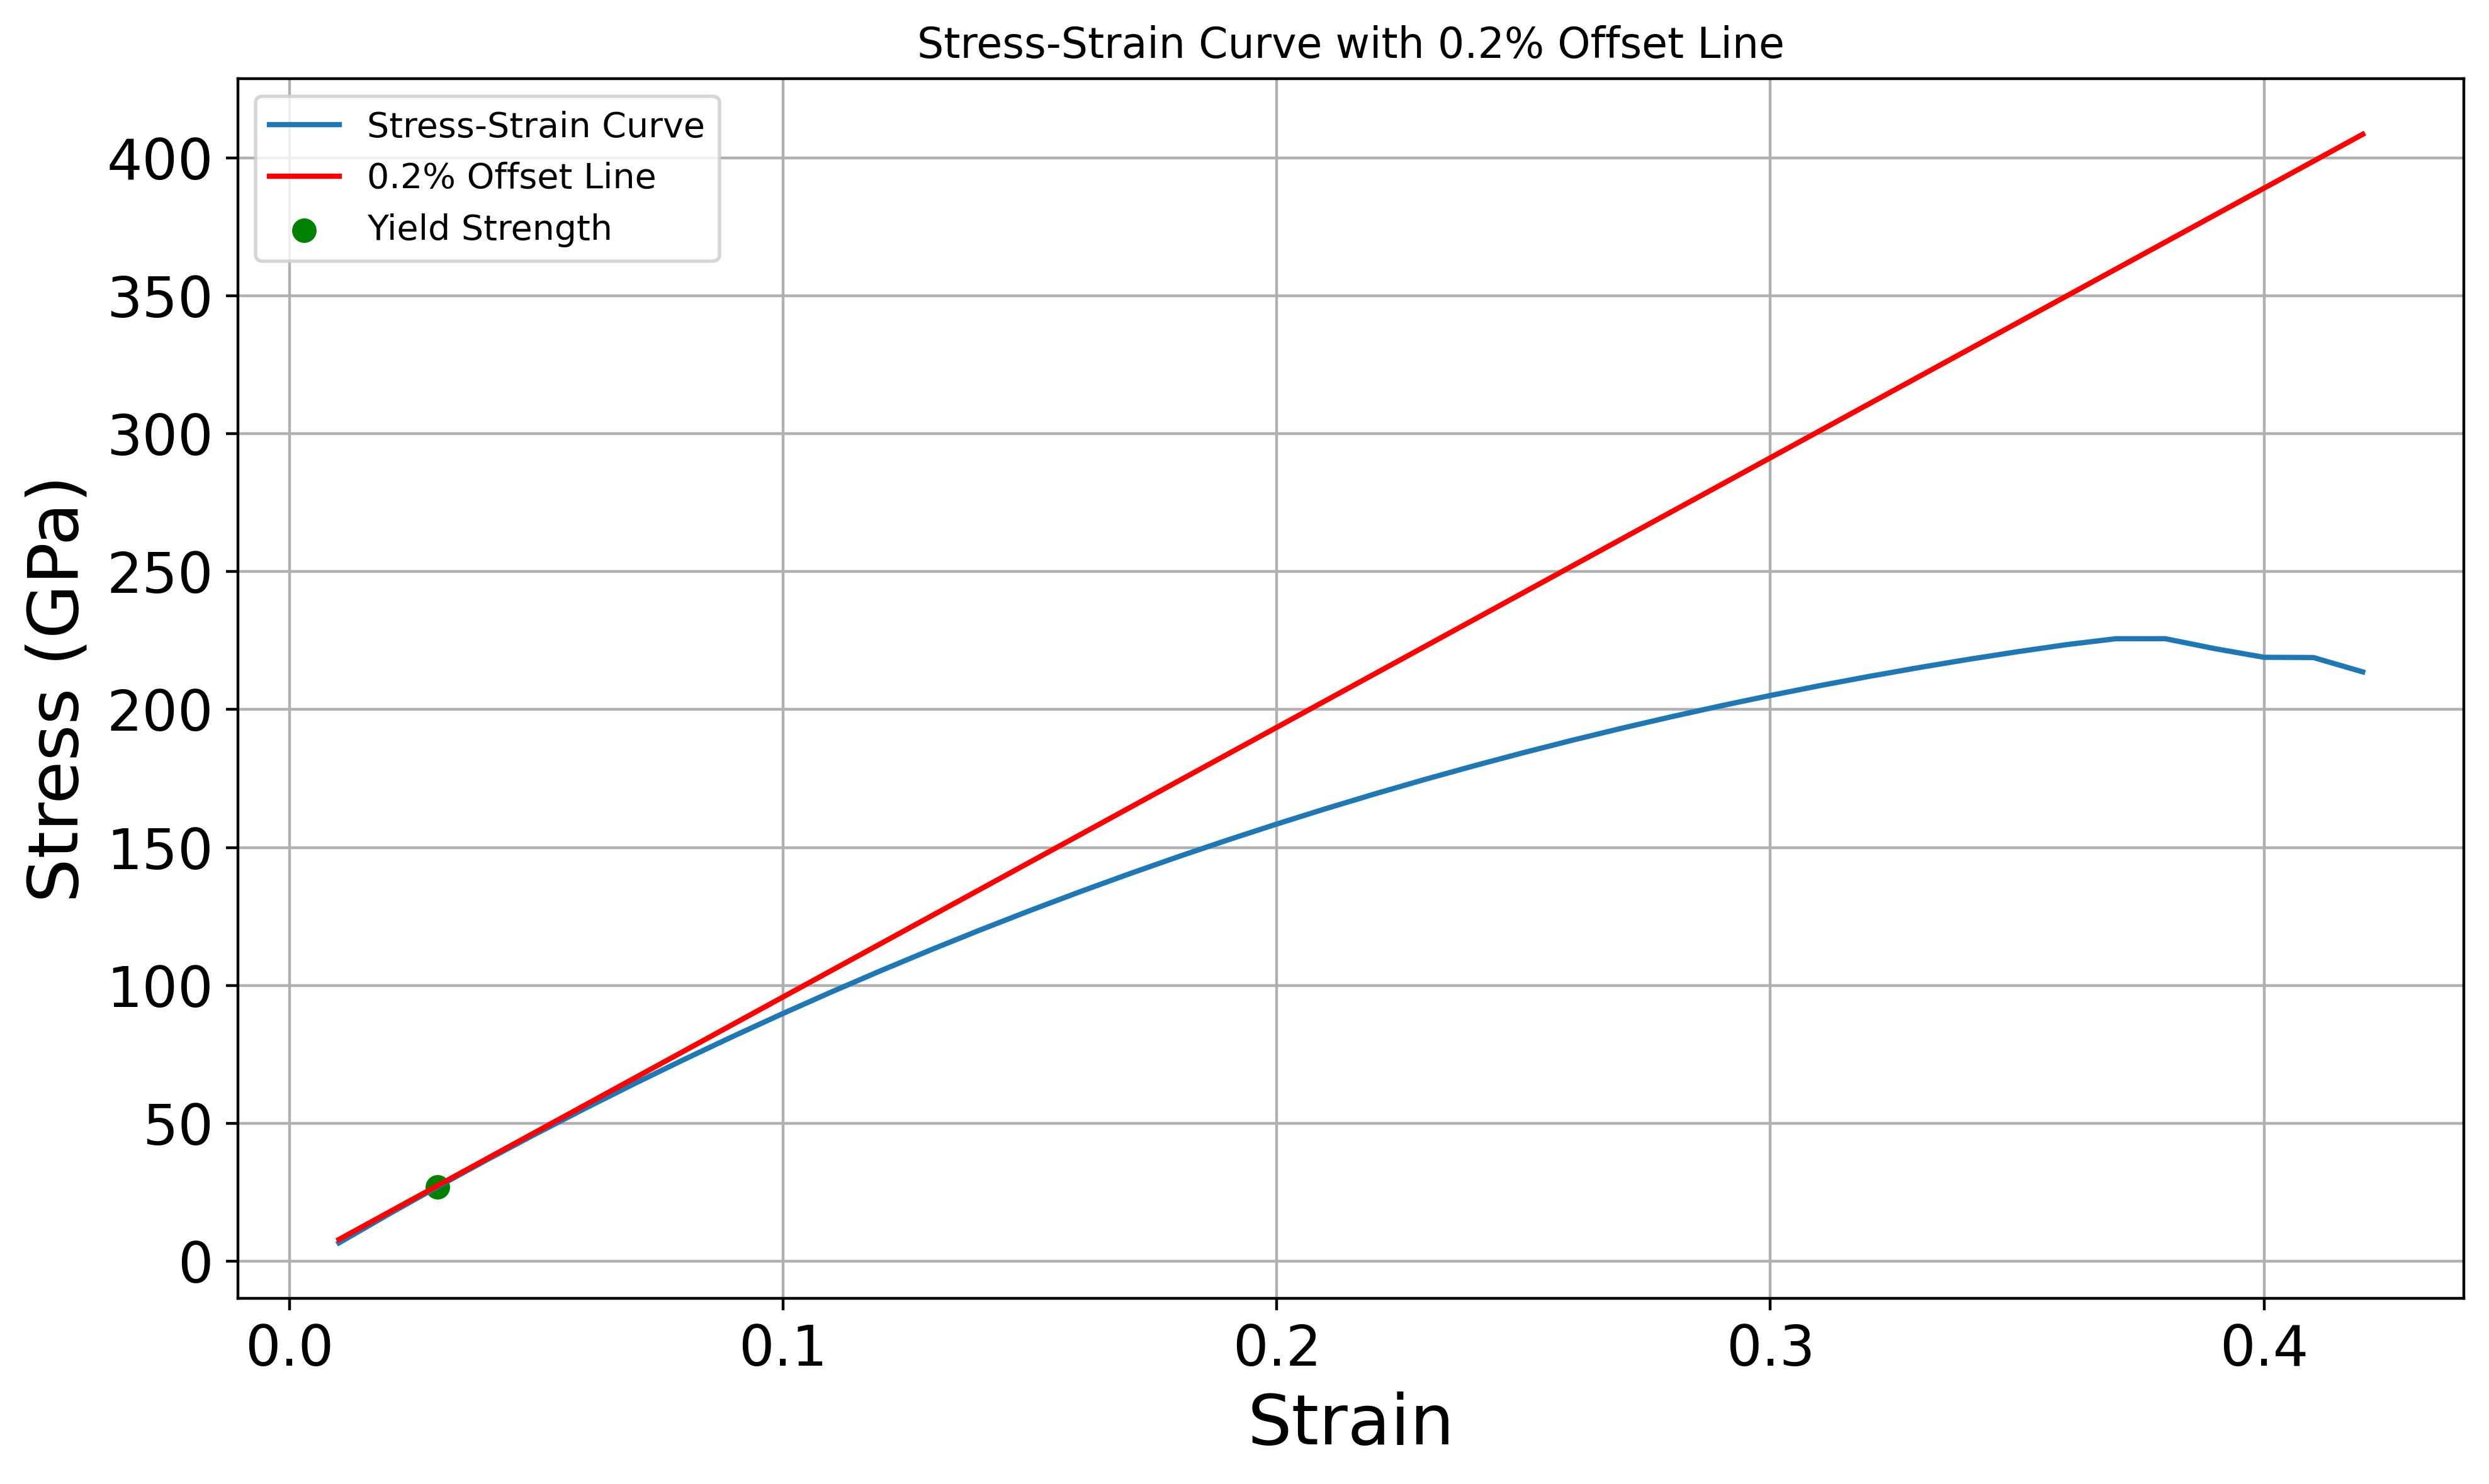 Stress-Strain Curve with 0.2% Offset Line
Stress-Strain Curve
0.2% Offset Line
Yield Strength
400
350
300
250
200
150
100
50
0
Stress (GPa)
0.0 0.1 0.2 0.3 0.4
Strain